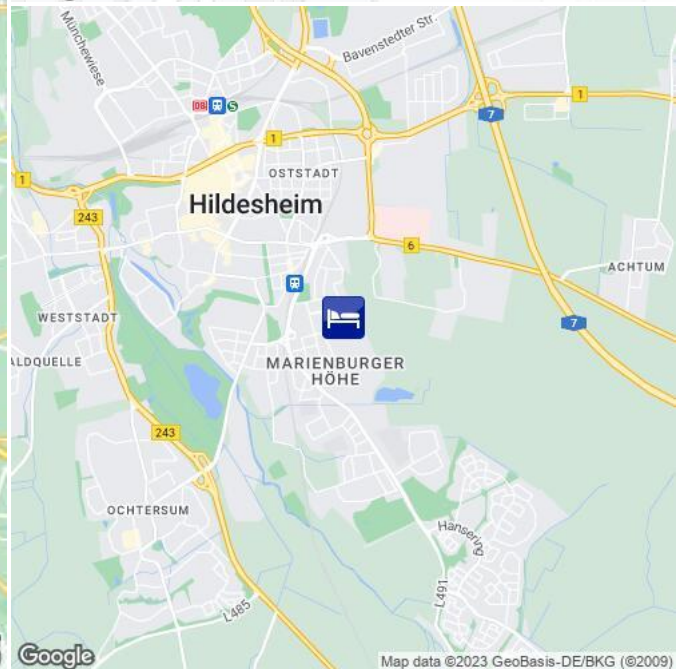 Münchewiese
Bavenstedter Str.
DB
S
1
1
7
OSTSTADT
1
Hildesheim
243
6
ACHTUM
WESTSTADT
7
ALDQUELLE
MARIENBURGER
HÖHE
243
OCHTERSUM
Hansering
L491
L485
Google
Map data ©2023 GeoBasis-DE/BKG (©2009)